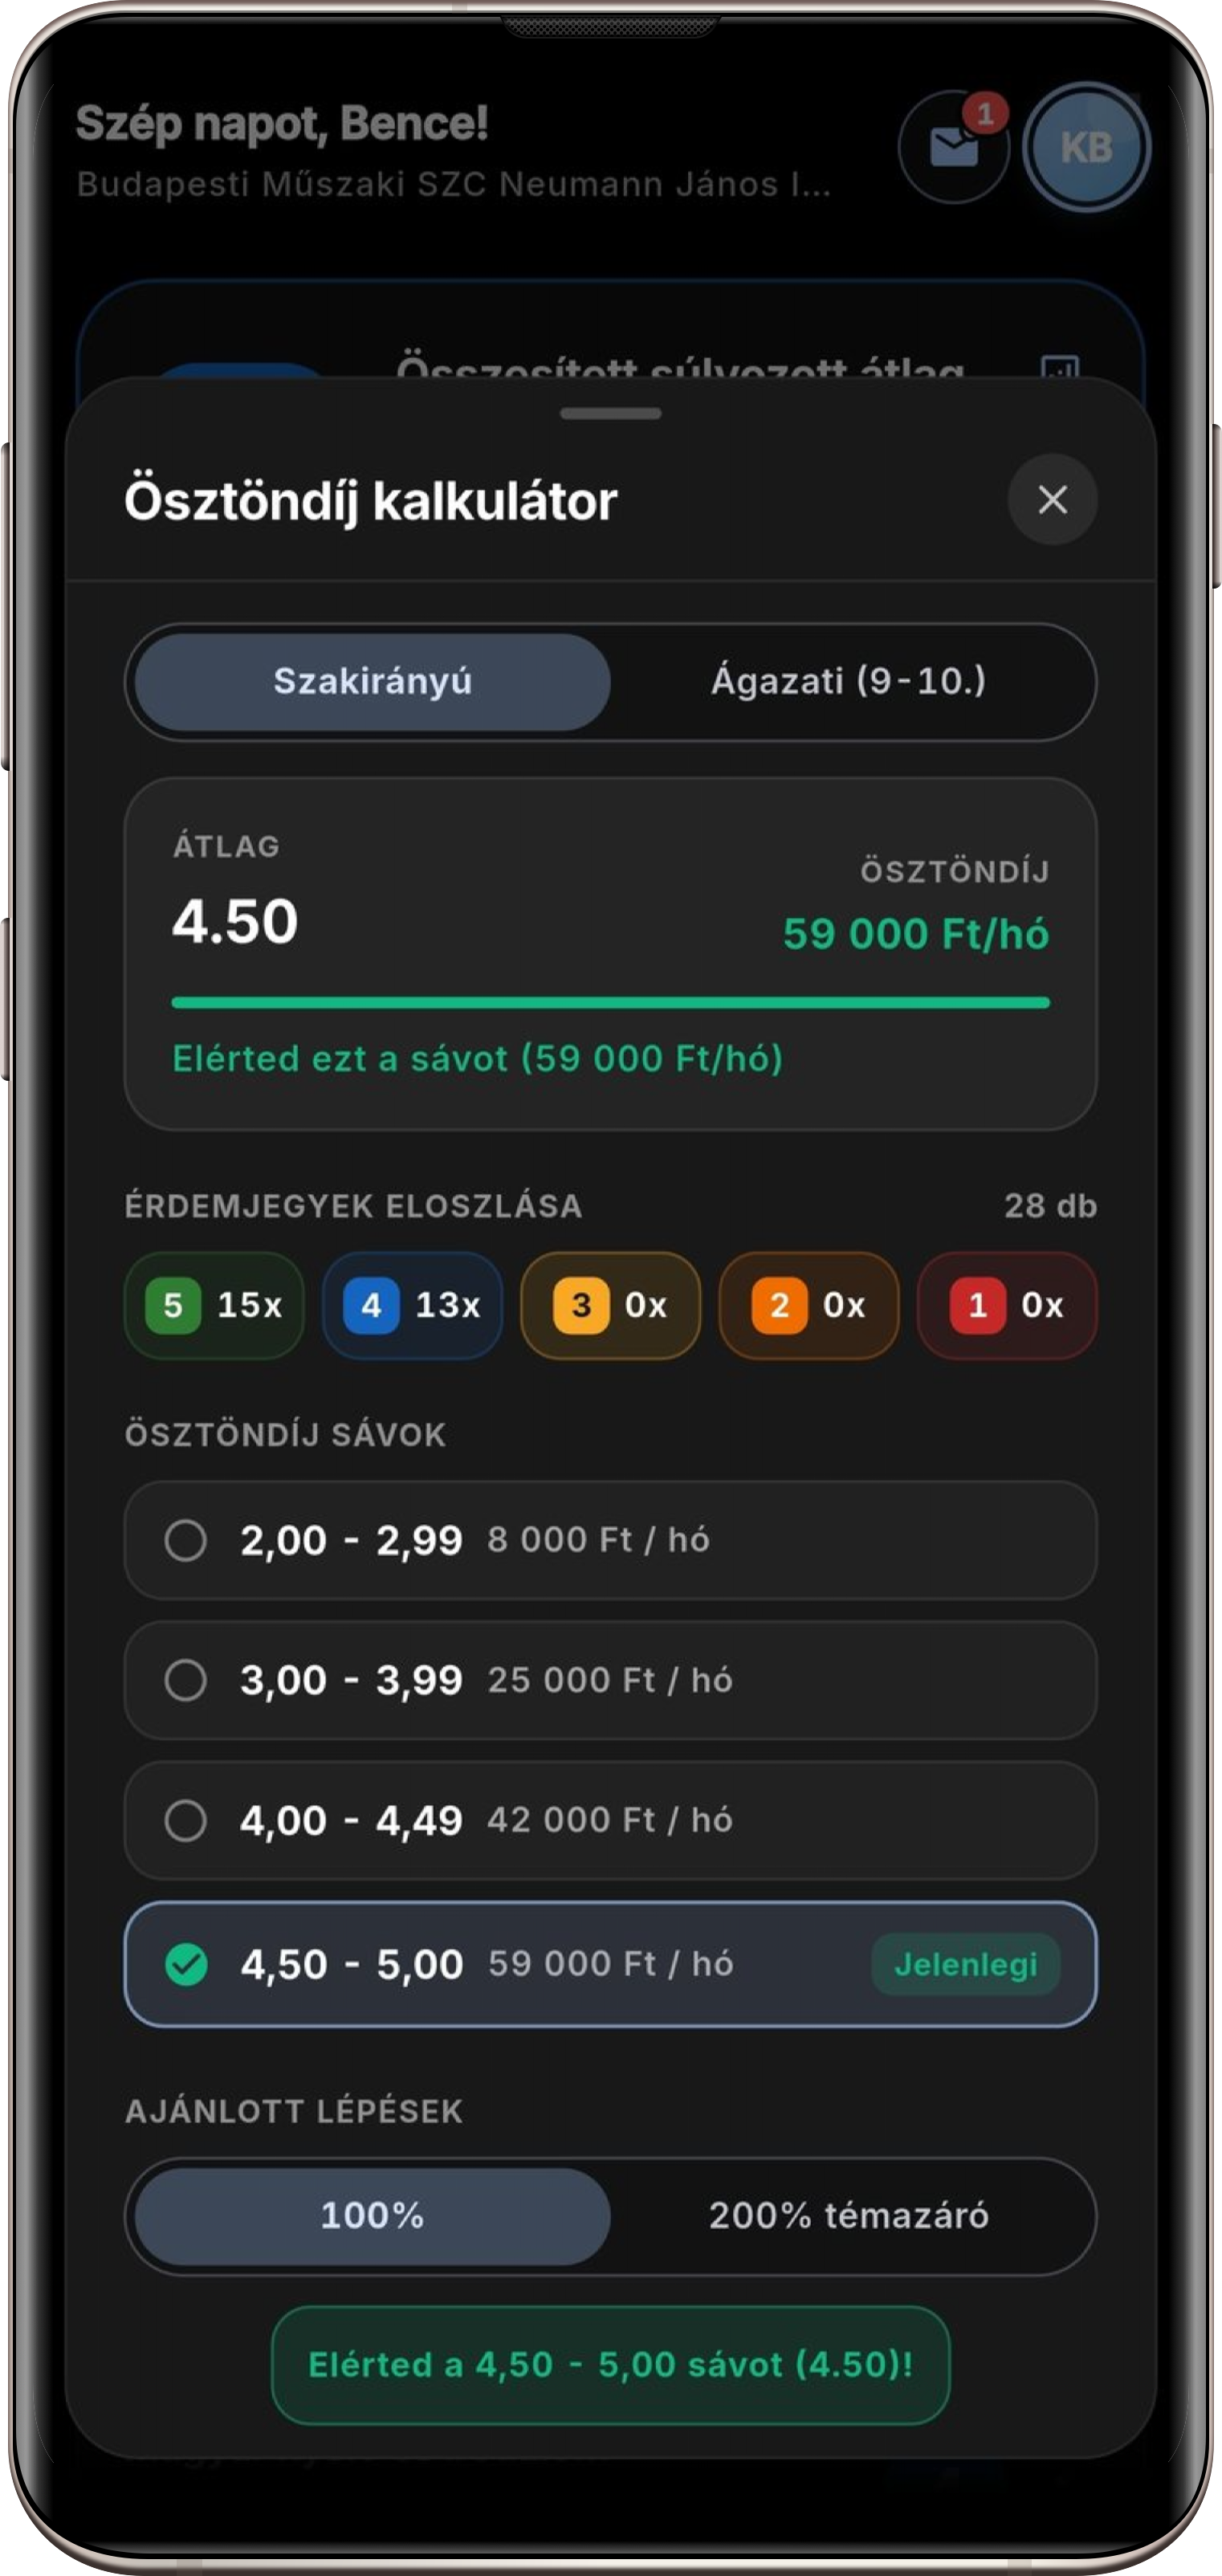 Szép napot, Bence!
Budapesti Műszaki SZC Neumann János I...
1
KB
Összesített súlyozott átlag
Ösztöndíj kalkulátor
Szakirányú
Ágazati (9-10.)
ÁTLAG
ÖSZTÖNDÍJ
4.50
59 000 Ft/hó
Elérted ezt a sávot (59 000 Ft/hó)
ÉRDEMJEGYEK ELOSZLÁSA 28 db
5 15x 4 13x 3 0x 2 0x 1 0x
ÖSZTÖNDÍJ SÁVOK
2,00 - 2,99 8 000 Ft / hó
3,00 - 3,99 25 000 Ft / hó
4,00 - 4,49 42 000 Ft / hó
4,50 - 5,00 59 000 Ft / hó Jelenlegi
AJÁNLOTT LÉPÉSEK
100% 200% témazáró
Elérted a 4,50 - 5,00 sávot (4.50)!